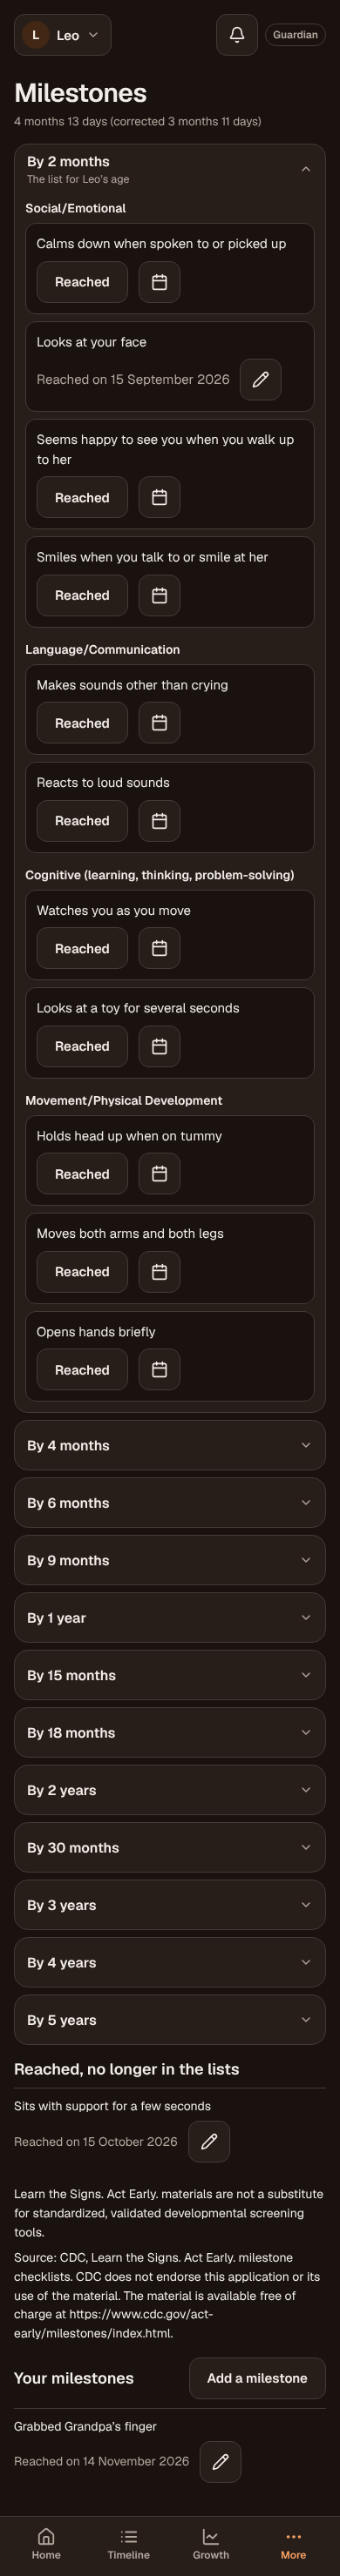 L Leo
Guardian
Milestones
4 months 13 days (corrected 3 months 11 days)
By 2 months
The list for Leo's age
Social/Emotional
Calms down when spoken to or picked up
Reached
Looks at your face
Reached on 15 September 2026
Seems happy to see you when you walk up
to her
Reached
Smiles when you talk to or smile at her
Reached
Language/Communication
Makes sounds other than crying
Reached
Reacts to loud sounds
Reached
Cognitive (learning, thinking, problem-solving)
Watches you as you move
Reached
Looks at a toy for several seconds
Reached
Movement/Physical Development
Holds head up when on tummy
Reached
Moves both arms and both legs
Reached
Opens hands briefly
Reached
By 4 months
By 6 months
By 9 months
By 1 year
By 15 months
By 18 months
By 2 years
By 30 months
By 3 years
By 4 years
By 5 years
Reached, no longer in the lists
Sits with support for a few seconds
Reached on 15 October 2026
Learn the Signs. Act Early. materials are not a substitute
for standardized, validated developmental screening
tools.
Source: CDC, Learn the Signs. Act Early. milestone
checklists. CDC does not endorse this application or its
use of the material. The material is available free of
charge at https://www.cdc.gov/act-
early/milestones/index.html.
Your milestones
Add a milestone
Grabbed Grandpa's finger
Reached on 14 November 2026
Home Timeline Growth More